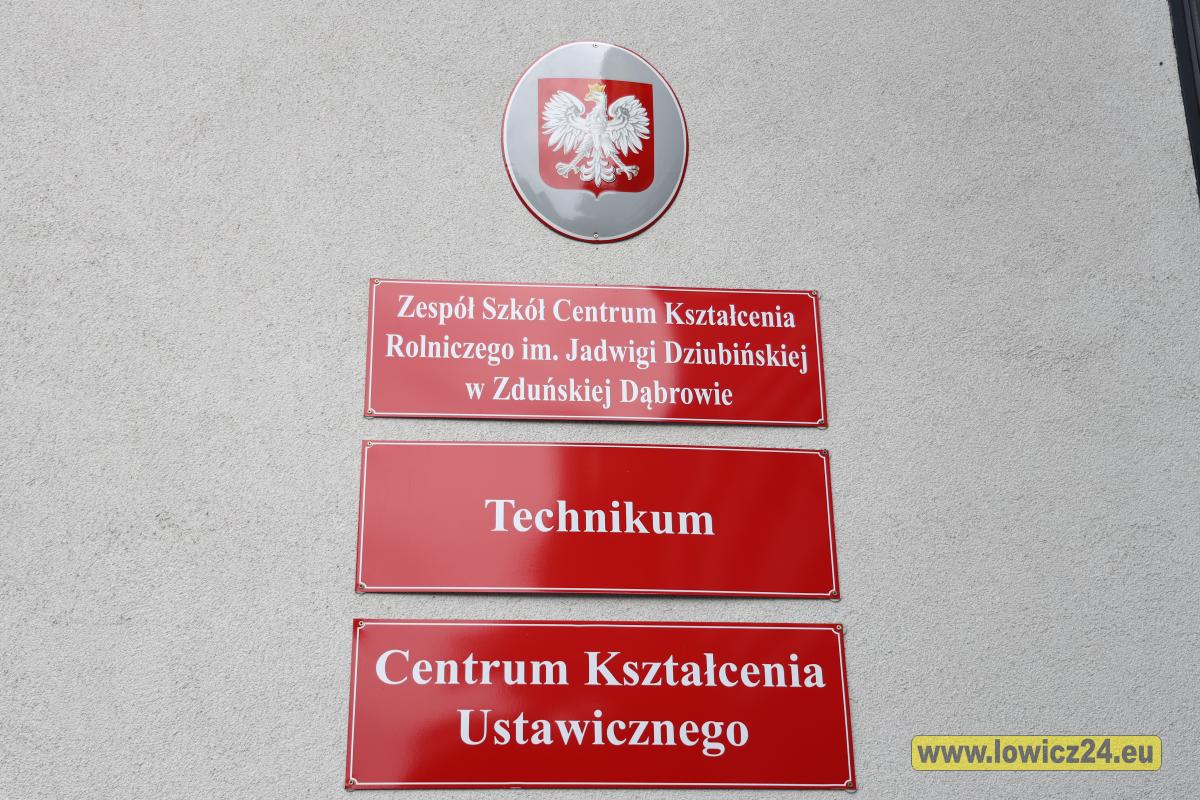 Zespół Szkół Centrum Kształcenia
Rolniczego im. Jadwigi Dziubińskiej
w Zduńskiej Dąbrowie
Technikum
Centrum Kształcenia
Ustawicznego
www.lowicz24.eu